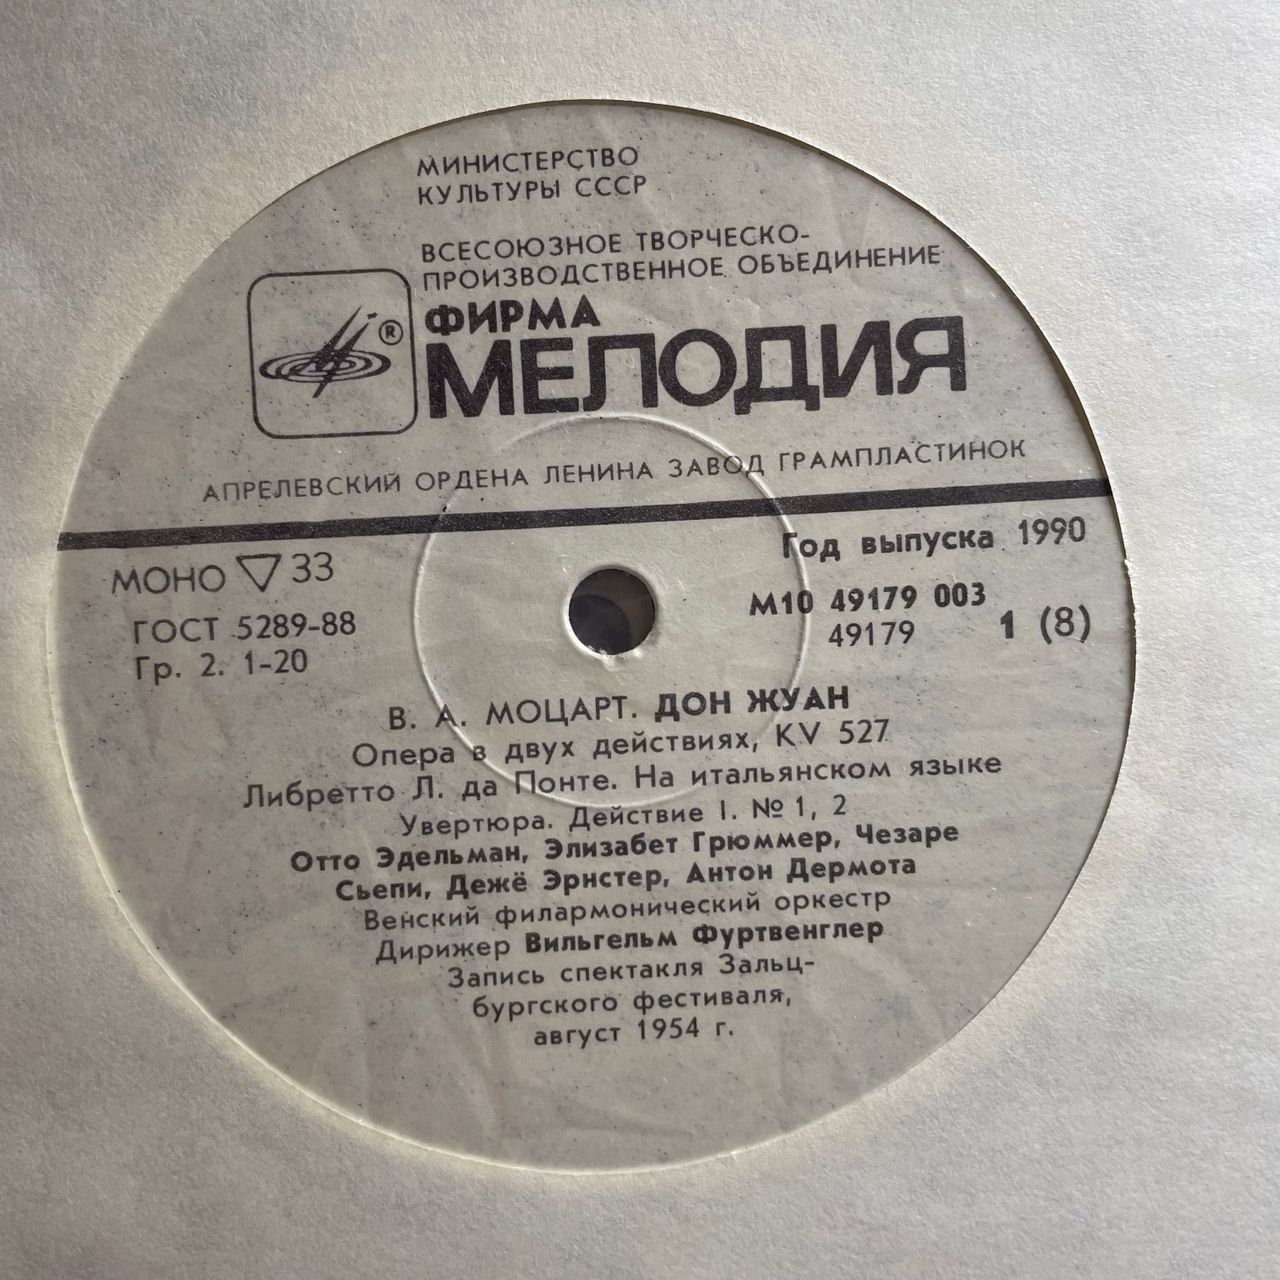 МИНИСТЕРСТВО
КУЛЬТУРЫ СССР
ВСЕСОЮЗНОЕ ТВОРЧЕСКО-
ПРОИЗВОДСТВЕННОЕ ОБЪЕДИНЕНИЕ
ФИРМА
®
МЕЛОДИЯ
АПРЕЛЕВСКИЙ ОРДЕНА ЛЕНИНА ЗАВОД ГРАМПЛАСТИНОК
МОНО ▽ 33
ГОСТ 5289-88
Гр. 2. 1-20
Год выпуска 1990
М10 49179 003
49179 1 (8)
В. А. МОЦАРТ. ДОН ЖУАН
Опера в двух действиях, KV 527
Либретто Л. да Понте. На итальянском языке
Увертюра. Действие I. № 1, 2
Отто Эдельман, Элизабет Грюммер, Чезаре
Сьепи, Дежё Эрнстер, Антон Дермота
Венский филармонический оркестр
Дирижер Вильгельм Фуртвенглер
Запись спектакля Зальц-
бургского фестиваля,
август 1954 г.